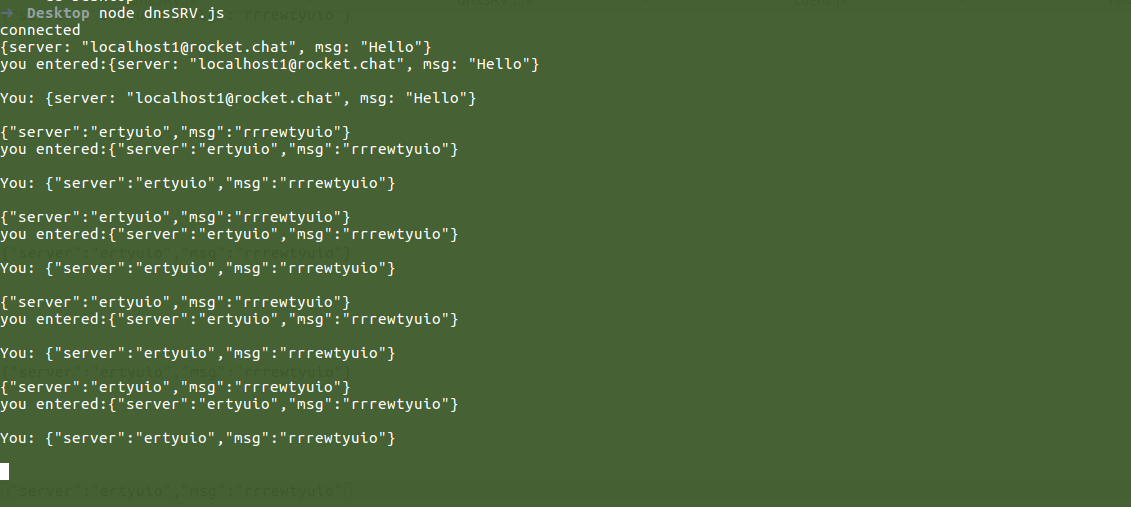 → Desktop node dnsSRV.js
connected
{server: "localhost1@rocket.chat", msg: "Hello"}
you entered:{server: "localhost1@rocket.chat", msg: "Hello"}
You: {server: "localhost1@rocket.chat", msg: "Hello"}
{"server":"ertyuio","msg":"rrrewtyuio"}
you entered:{"server":"ertyuio","msg":"rrrewtyuio"}
You: {"server":"ertyuio","msg":"rrrewtyuio"}
{"server":"ertyuio","msg":"rrrewtyuio"}
you entered:{"server":"ertyuio","msg":"rrrewtyuio"}
You: {"server":"ertyuio","msg":"rrrewtyuio"}
{"server":"ertyuio","msg":"rrrewtyuio"}
you entered:{"server":"ertyuio","msg":"rrrewtyuio"}
You: {"server":"ertyuio","msg":"rrrewtyuio"}
{"server":"ertyuio","msg":"rrrewtyuio"}
you entered:{"server":"ertyuio","msg":"rrrewtyuio"}
You: {"server":"ertyuio","msg":"rrrewtyuio"}